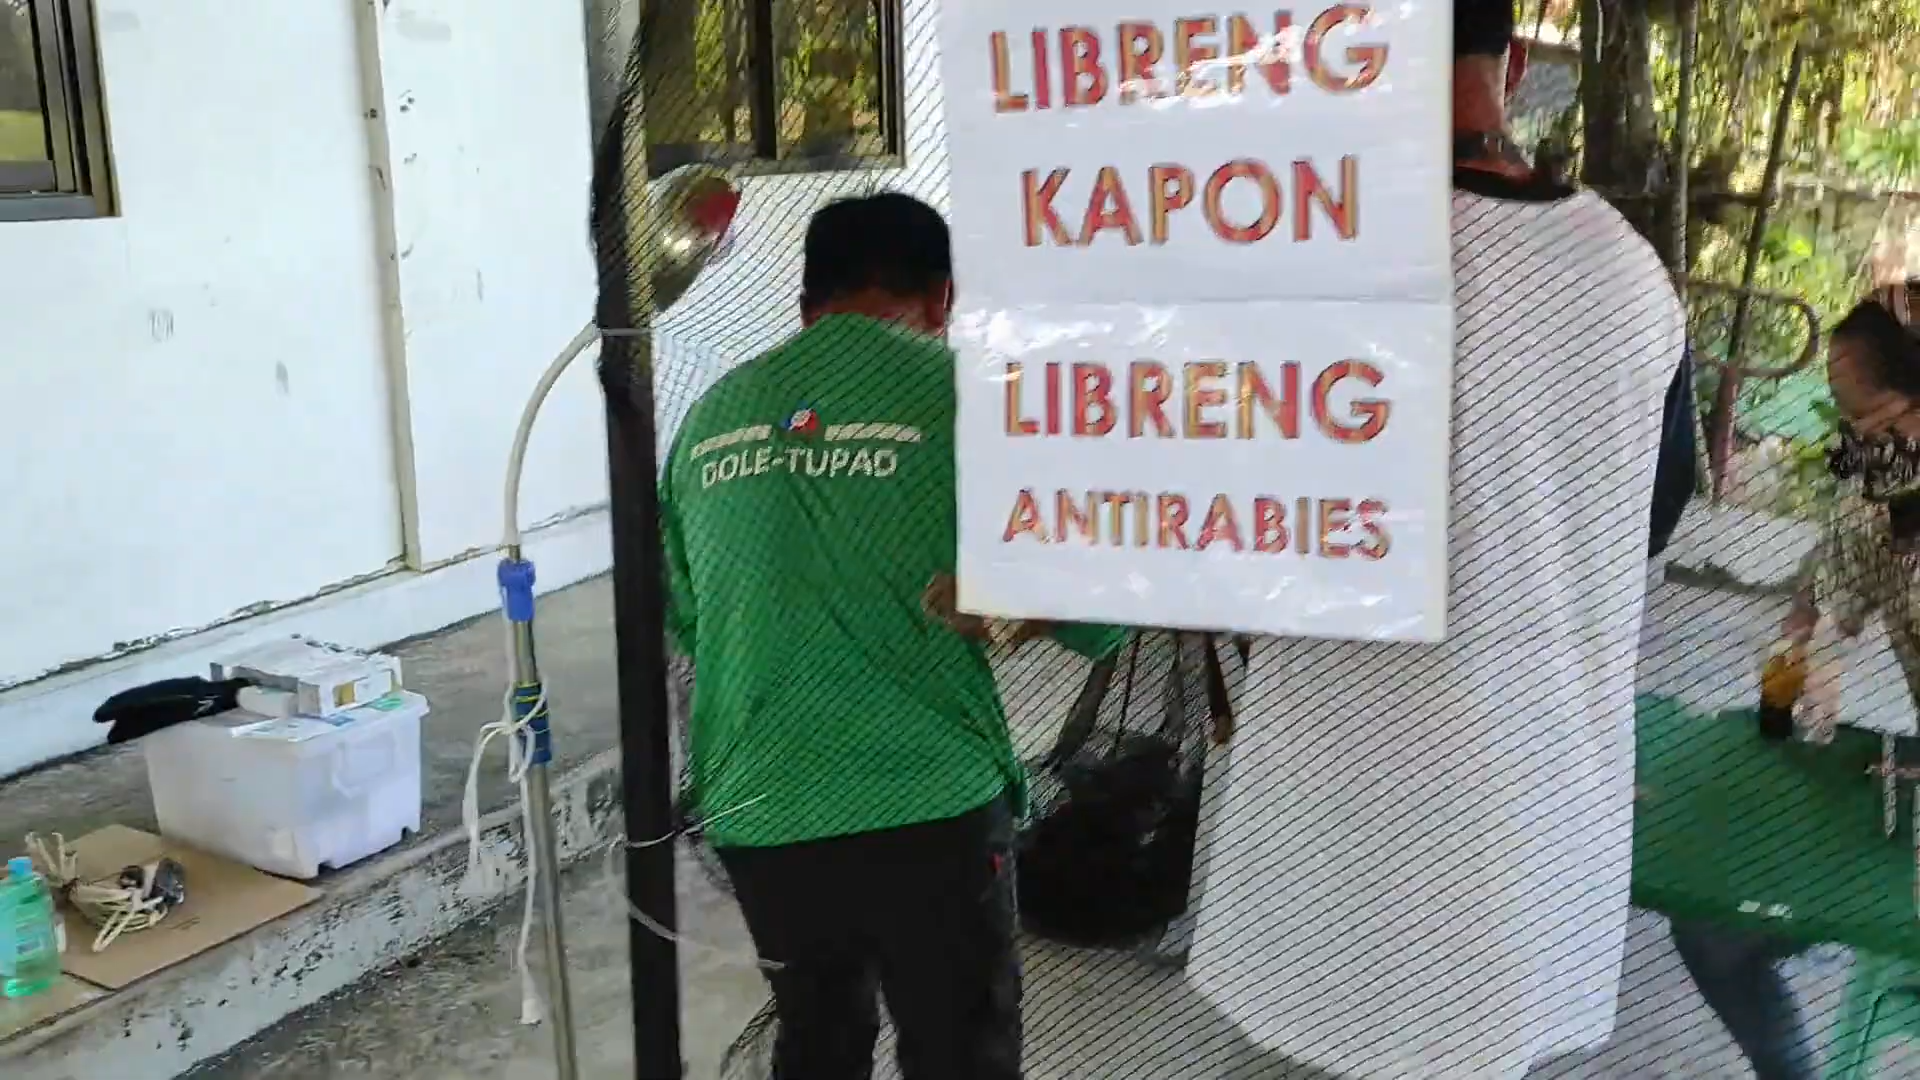 LIBRENG
KAPON
LIBRENG
ANTIRABIES
DOLE-TUPAD